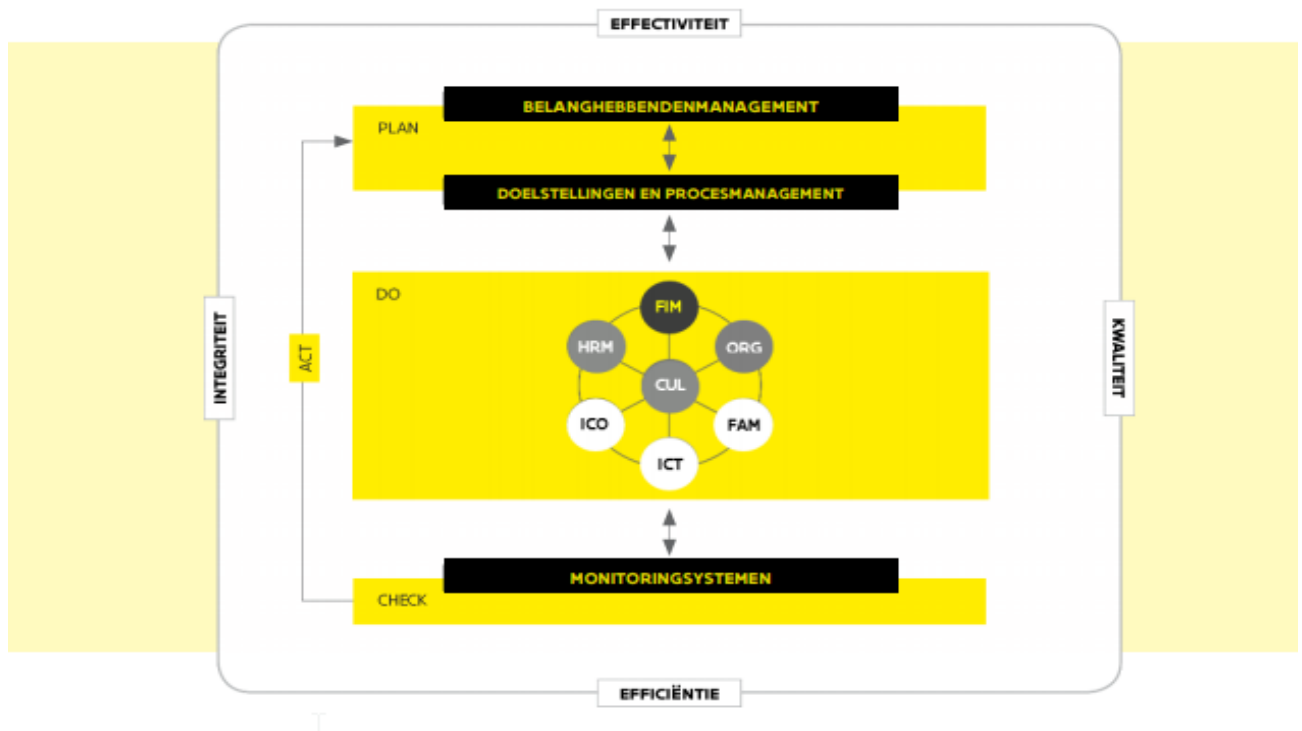 EFFECTIVITEIT
BELANGHEBBENDENMANAGEMENT
PLAN
DOELSTELLINGEN EN PROCESMANAGEMENT
DO
FIM
HRM
ORG
CUL
ICO
FAM
ICT
INTEGRITEIT
ACT
KWALITEIT
MONITORINGSYSTEMEN
CHECK
EFFICIËNTIE